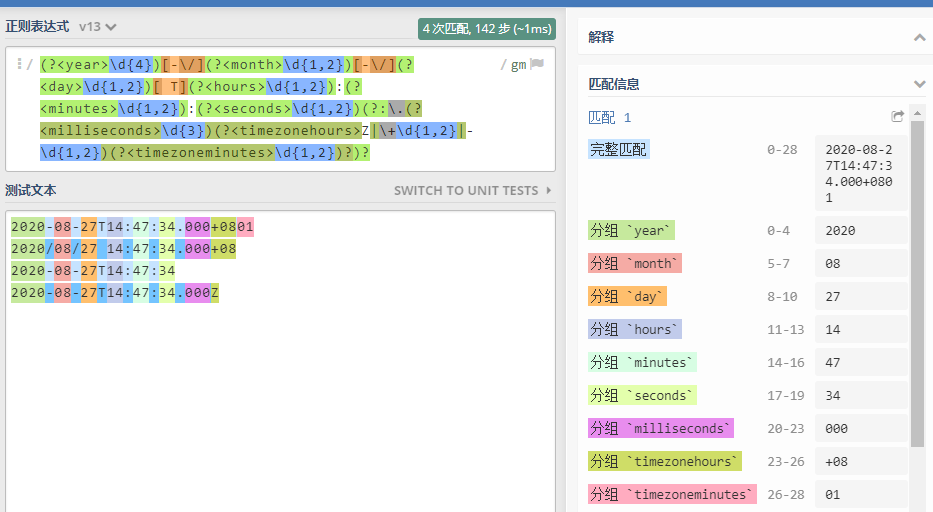 正则表达式 v13
4 次匹配, 142 步 (~1ms)
/ (?<year>\d{4})[-\/](?<month>\d{1,2})[-\/](? / gm
<day>\d{1,2})[ T](?<hours>\d{1,2}):(?
<minutes>\d{1,2}):(?<seconds>\d{1,2})(?:\.(?
<milliseconds>\d{3})(?<timezonehours>Z|\+\d{1,2}|-
\d{1,2})(?<timezoneminutes>\d{1,2})?)?
测试文本 SWITCH TO UNIT TESTS
2020-08-27T14:47:34.000+0801
2020/08/27 14:47:34.000+08
2020-08-27T14:47:34
2020-08-27T14:47:34.000Z
解释
匹配信息
匹配 1
完整匹配 0-28 2020-08-2
7T14:47:3
4.000+080
1
分组 `year` 0-4 2020
分组 `month` 5-7 08
分组 `day` 8-10 27
分组 `hours` 11-13 14
分组 `minutes` 14-16 47
分组 `seconds` 17-19 34
分组 `milliseconds` 20-23 000
分组 `timezonehours` 23-26 +08
分组 `timezoneminutes` 26-28 01